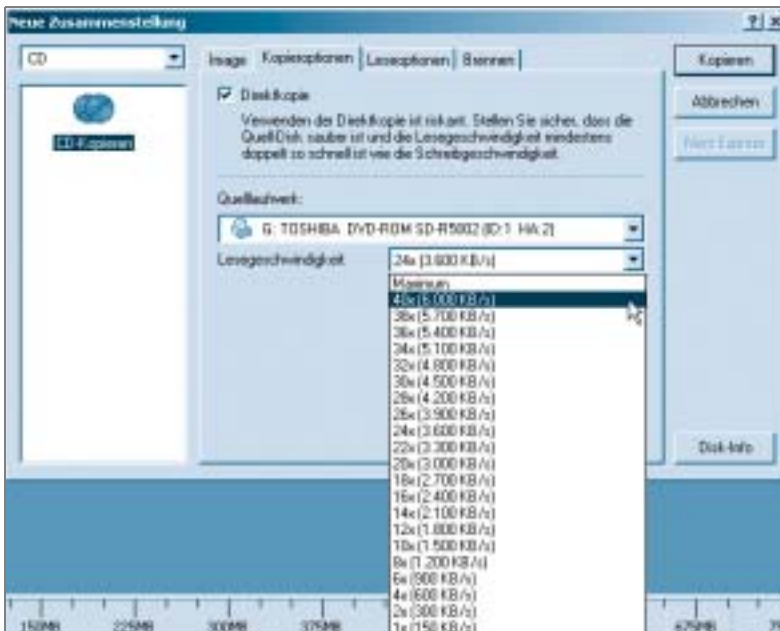 Neue Zusammenstellung
CD
CD-Kopieren
Image
Kopieroptionen
Leseoptionen
Brennen
Direktkopie
Verwenden der Direktkopie ist riskant. Stellen Sie sicher, dass die
Quell-Disk sauber ist und die Lesegeschwindigkeit mindestens
doppelt so schnell ist wie die Schreibgeschwindigkeit.
Quelllaufwerk:
G: TOSHIBA DVD-ROM SD-R5002 (ID:1 HA:2)
Lesegeschwindigkeit
24x (3.600 KB/s)
Maximum
40x (6.000 KB/s)
38x (5.700 KB/s)
36x (5.400 KB/s)
34x (5.100 KB/s)
32x (4.800 KB/s)
30x (4.500 KB/s)
28x (4.200 KB/s)
26x (3.900 KB/s)
24x (3.600 KB/s)
22x (3.300 KB/s)
20x (3.000 KB/s)
18x (2.700 KB/s)
16x (2.400 KB/s)
14x (2.100 KB/s)
12x (1.800 KB/s)
10x (1.500 KB/s)
8x (1.200 KB/s)
6x (900 KB/s)
4x (600 KB/s)
2x (300 KB/s)
1x (150 KB/s)
Kopieren
Abbrechen
Nero Express
Disk-Info
150MB
225MB
300MB
375MB
675MB